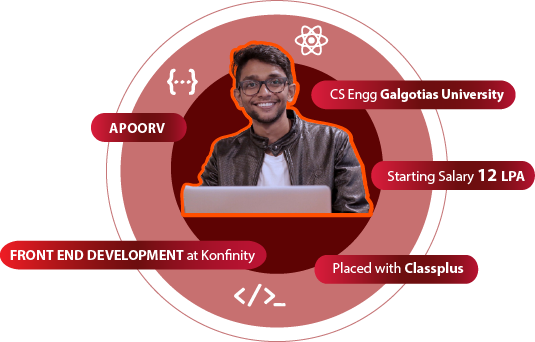 CS Engg Galgotias University
APOORV
Starting Salary 12 LPA
FRONT END DEVELOPMENT at Konfinity
Placed with Classplus